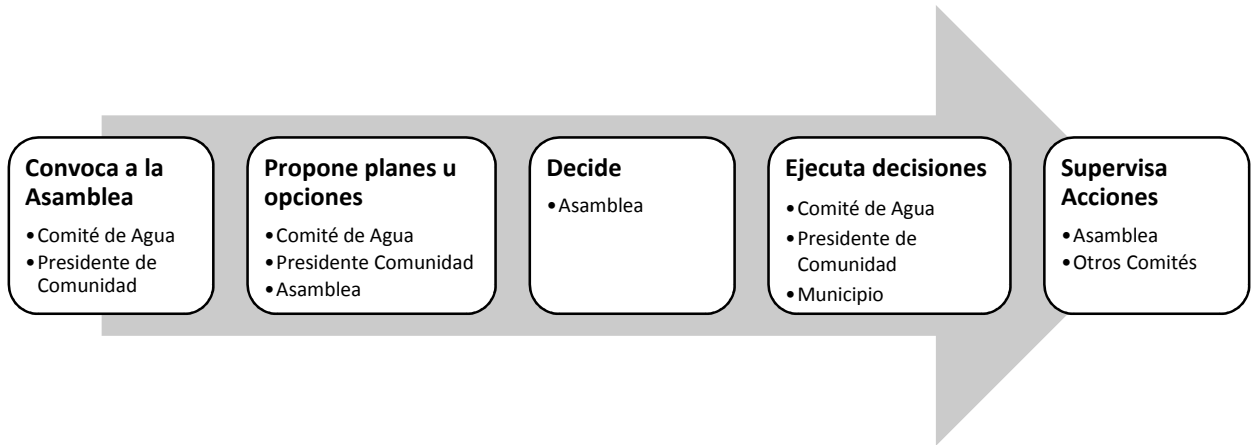 Convoca a la
Asamblea
•Comité de Agua
•Presidente de
Comunidad
Propone planes u
opciones
•Comité de Agua
•Presidente Comunidad
•Asamblea
Decide
•Asamblea
Ejecuta decisiones
•Comité de Agua
•Presidente de
Comunidad
•Municipio
Supervisa
Acciones
•Asamblea
•Otros Comités